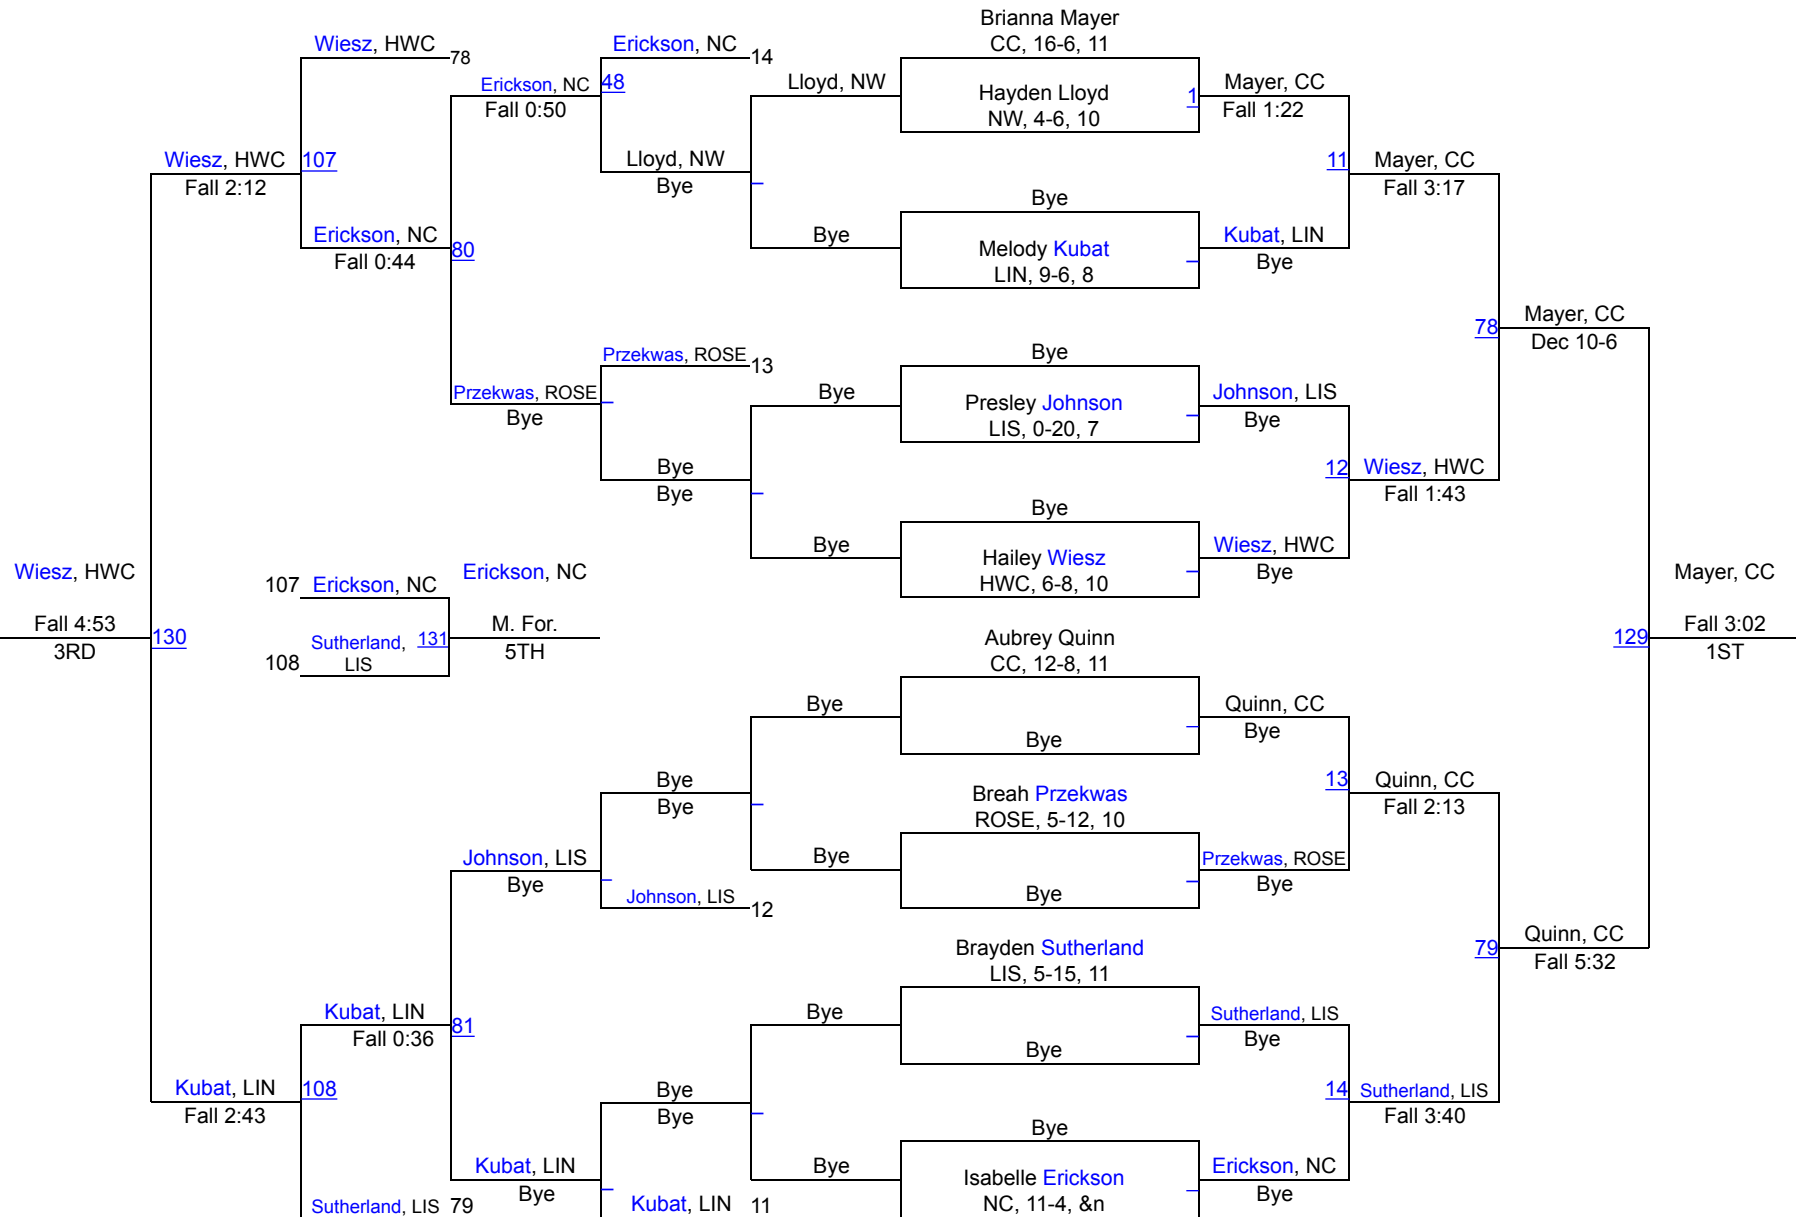 Brianna Mayer
CC, 16-6, 11
Wiesz, HWC
78
Erickson, NC
14
Erickson, NC
48
Fall 0:50
Lloyd, NW
Hayden Lloyd
NW, 4-6, 10
1
Mayer, CC
Fall 1:22
Wiesz, HWC
107
Fall 2:12
Lloyd, NW
Bye
11
Mayer, CC
Fall 3:17
Bye
Erickson, NC
80
Fall 0:44
Bye
Melody Kubat
LIN, 9-6, 8
Kubat, LIN
Bye
78
Mayer, CC
Dec 10-6
Przekwas, ROSE
13
Bye
Przekwas, ROSE
Bye
Bye
Presley Johnson
LIS, 0-20, 7
Johnson, LIS
Bye
Bye
Bye
12
Wiesz, HWC
Fall 1:43
Bye
Bye
Hailey Wiesz
HWC, 6-8, 10
Wiesz, HWC
Bye
Wiesz, HWC
Fall 4:53
3RD
130
107
Erickson, NC
Erickson, NC
108
Sutherland,
LIS
131
M. For.
5TH
Mayer, CC
129
Fall 3:02
1ST
Aubrey Quinn
CC, 12-8, 11
Bye
Bye
Quinn, CC
Bye
Bye
Bye
Breah Przekwas
ROSE, 5-12, 10
13
Quinn, CC
Fall 2:13
Johnson, LIS
Bye
Bye
Bye
Przekwas, ROSE
Bye
Johnson, LIS
12
Brayden Sutherland
LIS, 5-15, 11
79
Quinn, CC
Fall 5:32
Kubat, LIN
81
Fall 0:36
Bye
Bye
Sutherland, LIS
Bye
Kubat, LIN
108
Fall 2:43
Bye
Bye
14
Sutherland, LIS
Fall 3:40
Bye
Kubat, LIN
Bye
Bye
Isabelle Erickson
NC, 11-4, &n
Erickson, NC
Bye
Sutherland, LIS
79
Kubat, LIN
11